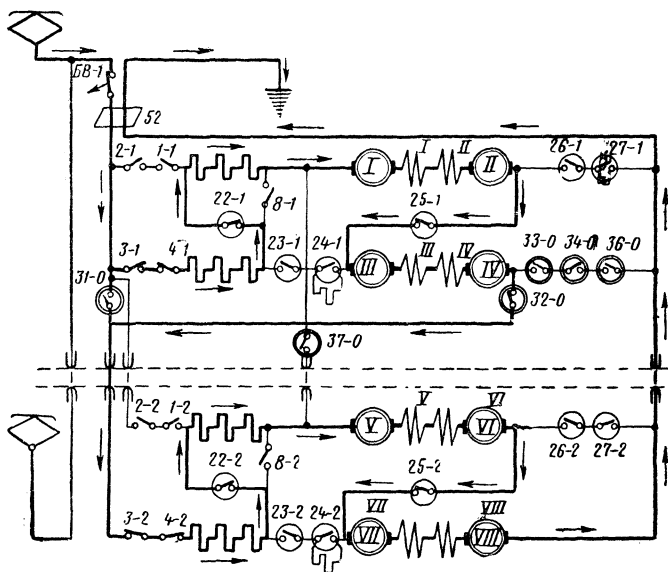 БВ-1
52
2-1 1-1
I II
I II
26-1 27-1
22-1
8-1
25-1
3-1 4-1
23-1 24-1
III IV
III IV
33-0 34-0 36-0
31-0
32-0
37-0
2-2 1-2
V VI
V VI
22-2
8-2
25-2
26-2 27-2
3-2 4-2
23-2 24-2
VII VIII
VII VIII